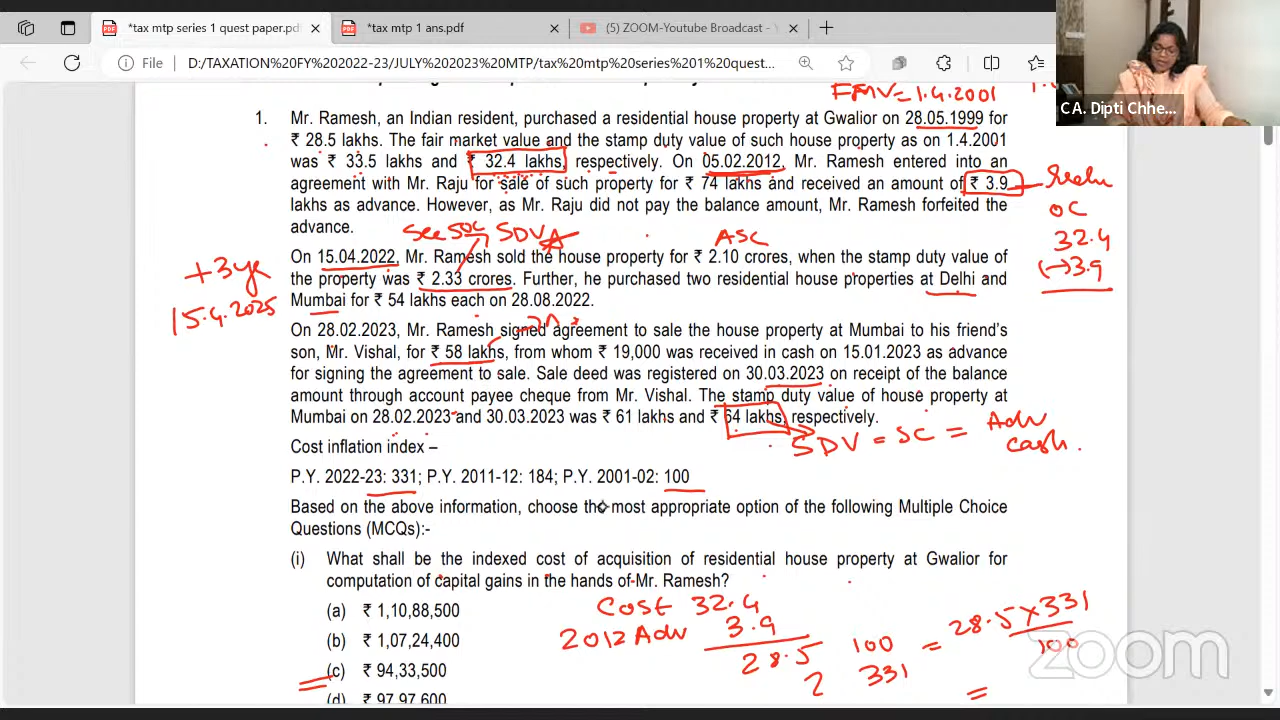 *tax mtp series 1 quest paper.pdf
*tax mtp 1 ans.pdf
(5) ZOOM-Youtube Broadcast -
File
D:/TAXATION%20FY%202022-23/JULY%202023%20MTP/tax%20mtp%20series%201%20quest...
C A. Dipti Chhe...
FMV = 1.4.2001
1. Mr. Ramesh, an Indian resident, purchased a residential house property at Gwalior on 28.05.1999 for
₹ 28.5 lakhs. The fair market value and the stamp duty value of such house property as on 1.4.2001
was ₹ 33.5 lakhs and ₹ 32.4 lakhs, respectively. On 05.02.2012, Mr. Ramesh entered into an
agreement with Mr. Raju for sale of such property for ₹ 74 lakhs and received an amount of ₹ 3.9
lakhs as advance. However, as Mr. Raju did not pay the balance amount, Mr. Ramesh forfeited the
advance.
OC
32.4
(-) 3.9
See 50C SDV
ASC
On 15.04.2022, Mr. Ramesh sold the house property for ₹ 2.10 crores, when the stamp duty value of
the property was ₹ 2.33 crores. Further, he purchased two residential house properties at Delhi and
Mumbai for ₹ 54 lakhs each on 28.08.2022.
+3yr
15.4.2025
On 28.02.2023, Mr. Ramesh signed agreement to sale the house property at Mumbai to his friend's
son, Mr. Vishal, for ₹ 58 lakhs, from whom ₹ 19,000 was received in cash on 15.01.2023 as advance
for signing the agreement to sale. Sale deed was registered on 30.03.2023 on receipt of the balance
amount through account payee cheque from Mr. Vishal. The stamp duty value of house property at
Mumbai on 28.02.2023 and 30.03.2023 was ₹ 61 lakhs and ₹ 64 lakhs, respectively.
SDV = SC = Adv cash.
Cost inflation index –
P.Y. 2022-23: 331; P.Y. 2011-12: 184; P.Y. 2001-02: 100
Based on the above information, choose the most appropriate option of the following Multiple Choice
Questions (MCQs):-
(i) What shall be the indexed cost of acquisition of residential house property at Gwalior for
computation of capital gains in the hands of Mr. Ramesh?
(a) ₹ 1,10,88,500
(b) ₹ 1,07,24,400
(c) ₹ 94,33,500
(d) ₹ 97,97,600
Cost 32.4
2012 Adv 3.9
28.5
100
331
= 28.5 × 331
100
=
zoom